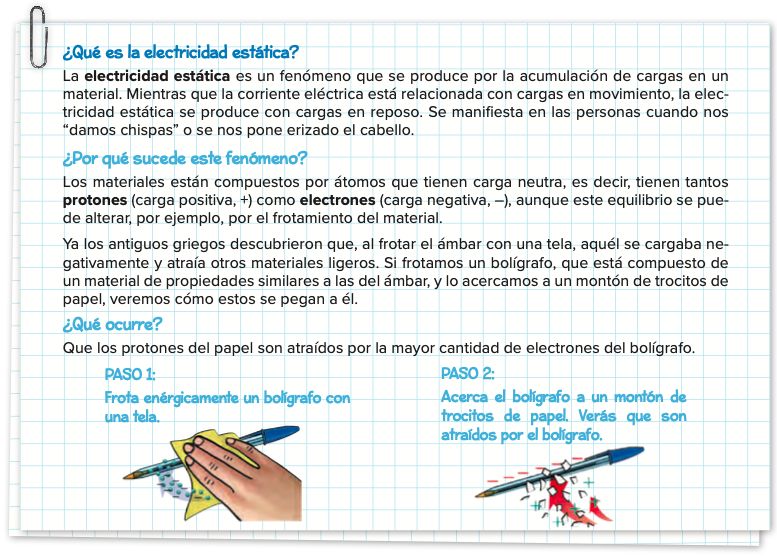 ¿Qué es la electricidad estática?
La electricidad estática es un fenómeno que se produce por la acumulación de cargas en un
material. Mientras que la corriente eléctrica está relacionada con cargas en movimiento, la elec-
tricidad estática se produce con cargas en reposo. Se manifiesta en las personas cuando nos
“damos chispas” o se nos pone erizado el cabello.
¿Por qué sucede este fenómeno?
Los materiales están compuestos por átomos que tienen carga neutra, es decir, tienen tantos
protones (carga positiva, +) como electrones (carga negativa, –), aunque este equilibrio se pue-
de alterar, por ejemplo, por el frotamiento del material.
Ya los antiguos griegos descubrieron que, al frotar el ámbar con una tela, aquél se cargaba ne-
gativamente y atraía otros materiales ligeros. Si frotamos un bolígrafo, que está compuesto de
un material de propiedades similares a las del ámbar, y lo acercamos a un montón de trocitos de
papel, veremos cómo estos se pegan a él.
¿Qué ocurre?
Que los protones del papel son atraídos por la mayor cantidad de electrones del bolígrafo.
PASO 1:
Frota enérgicamente un bolígrafo con
una tela.
PASO 2:
Acerca el bolígrafo a un montón de
trocitos de papel. Verás que son
atraídos por el bolígrafo.